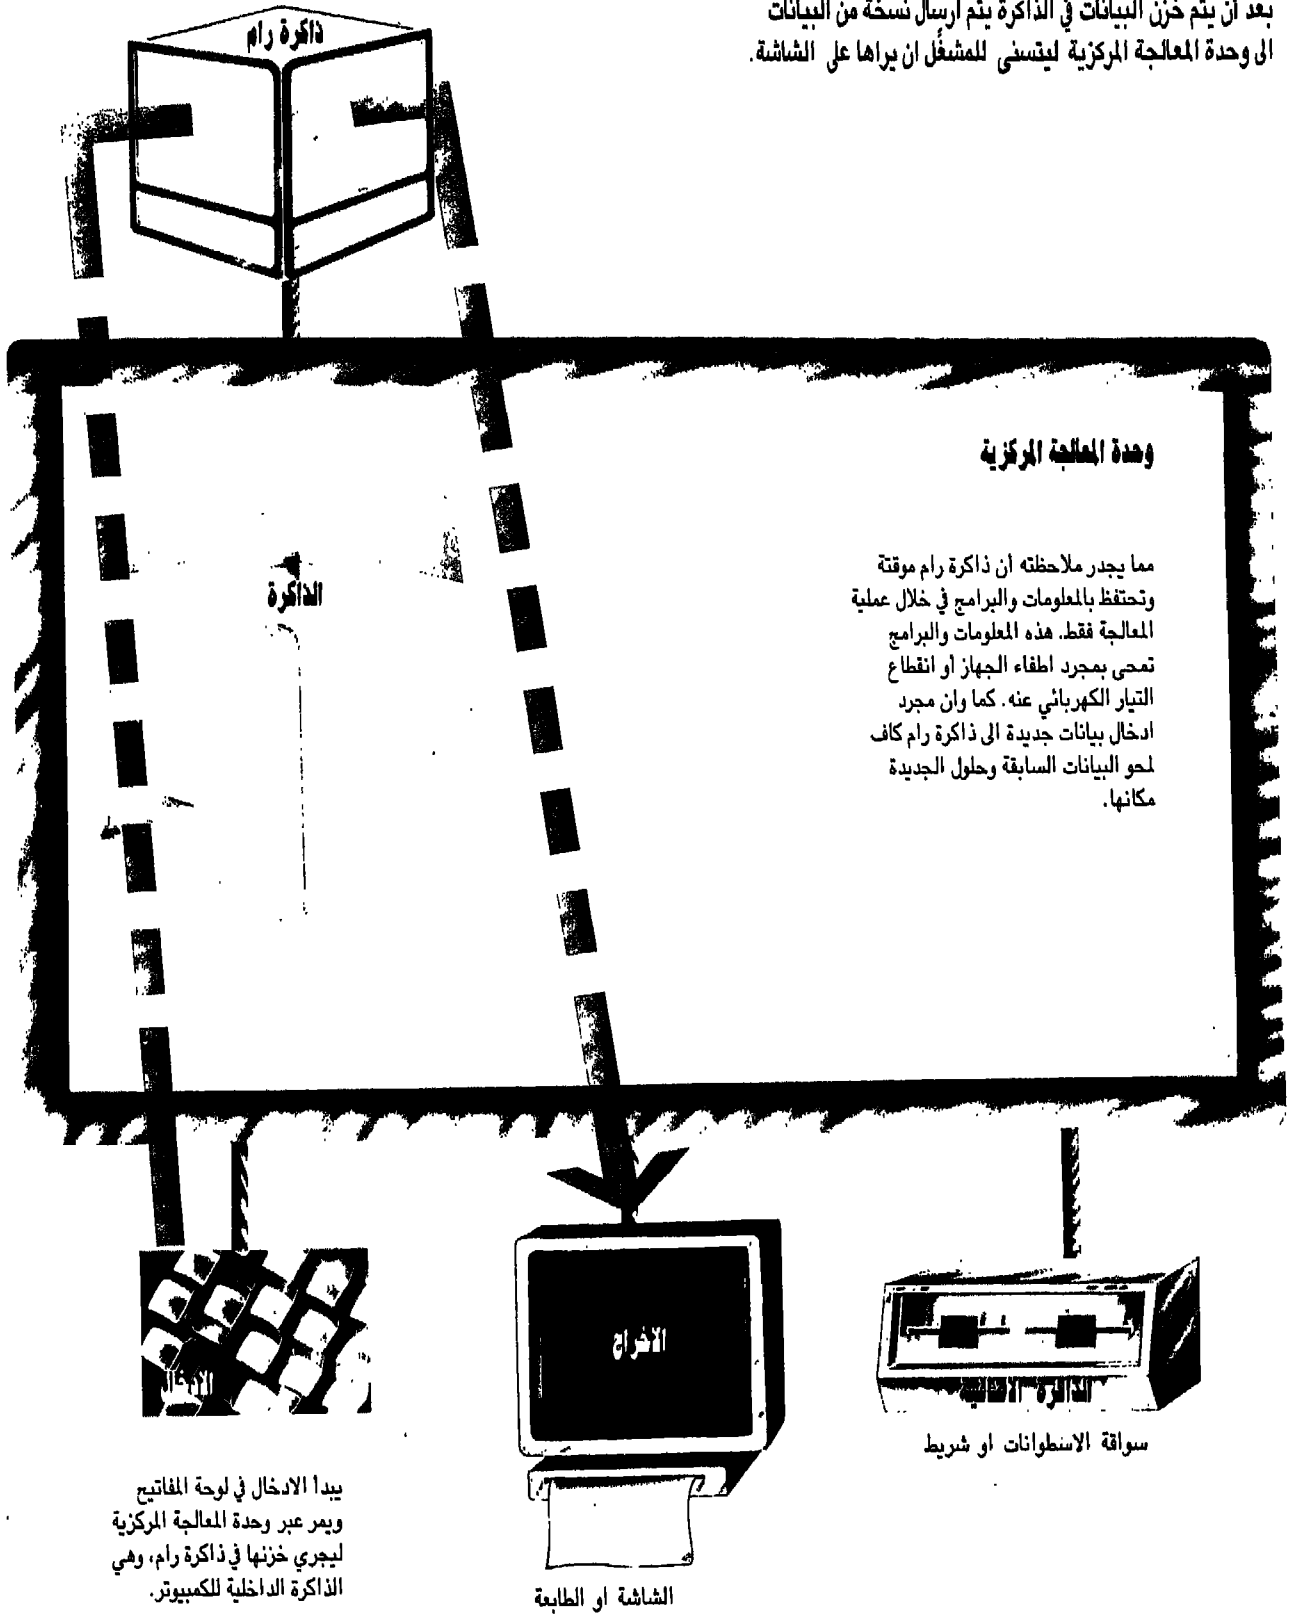 بعد أن يتم خزن البيانات في الذاكرة يتم ارسال نسخة من البيانات
الى وحدة المعالجة المركزية ليتسنى للمشغّل ان يراها على الشاشة.
ذاكرة رام
وحدة المعالجة المركزية
مما يجدر ملاحظته أن ذاكرة رام موقتة
وتحتفظ بالمعلومات والبرامج في خلال عملية
المعالجة فقط. هذه المعلومات والبرامج
تمحى بمجرد اطفاء الجهاز أو انقطاع
التيار الكهربائي عنه. كما وان مجرد
ادخال بيانات جديدة الى ذاكرة رام كاف
لمحو البيانات السابقة وحلول الجديدة
مكانها.
الذاكرة
الاخراج
الذاكرة الاضافية
سواقة الاسطوانات او شريط
يبدأ الادخال في لوحة المفاتيح
ويمر عبر وحدة المعالجة المركزية
ليجري خزنها في ذاكرة رام، وهي
الذاكرة الداخلية للكمبيوتر.
الشاشة او الطابعة